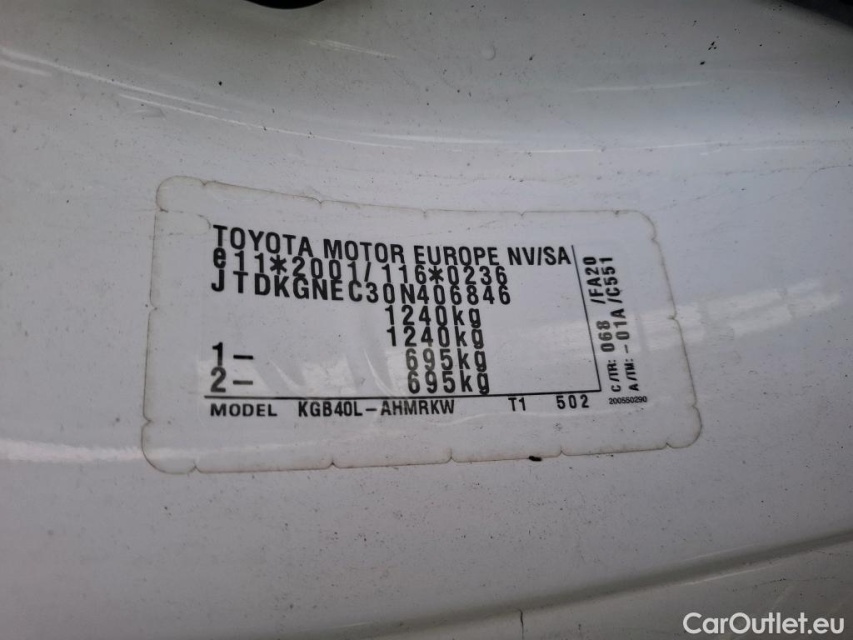 TOYOTA MOTOR EUROPE NV/SA
e11*2001/116*0236
JTDKGNEC30N406846
1240kg
1240kg
1- 695kg
2- 695kg
MODEL KGB40L-AHMRKW T1 502
C/TR: 068 /FA20
A/TM: -01A /C551
200550290
CarOutlet.eu